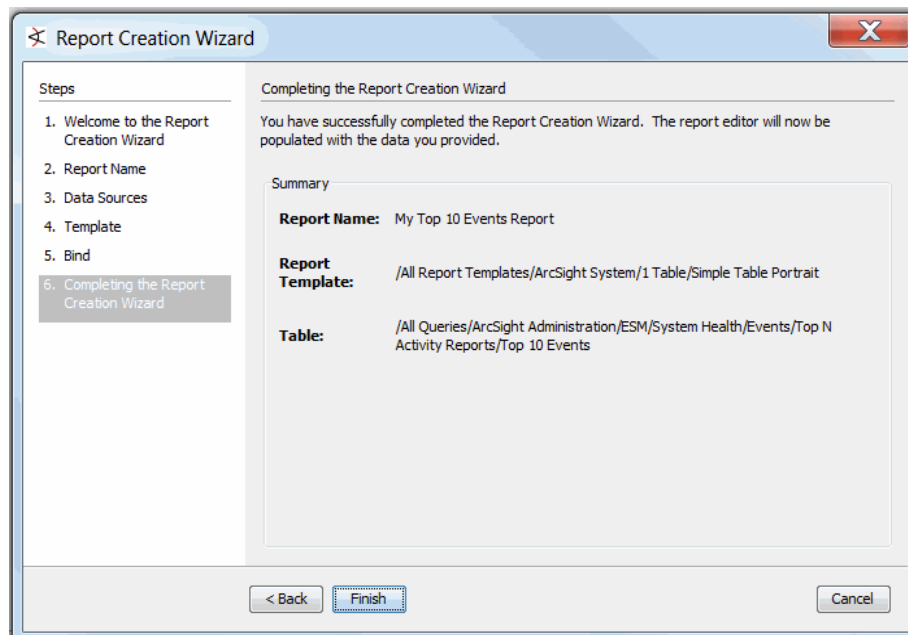 Report Creation Wizard
X
Steps
1. Welcome to the Report
Creation Wizard
2. Report Name
3. Data Sources
4. Template
5. Bind
6. Completing the Report
Creation Wizard
Completing the Report Creation Wizard
You have successfully completed the Report Creation Wizard. The report editor will now be
populated with the data you provided.
Summary
Report Name: My Top 10 Events Report
Report
Template:
/All Report Templates/ArcSight System/1 Table/Simple Table Portrait
Table:
/All Queries/ArcSight Administration/ESM/System Health/Events/Top N
Activity Reports/Top 10 Events
< Back
Finish
Cancel